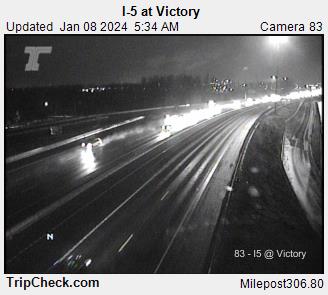 I-5 at Victory
Updated Jan 08 2024 5:34 AM Camera 83
T
N
83 - I5 @ Victory
TripCheck.com Milepost306.80